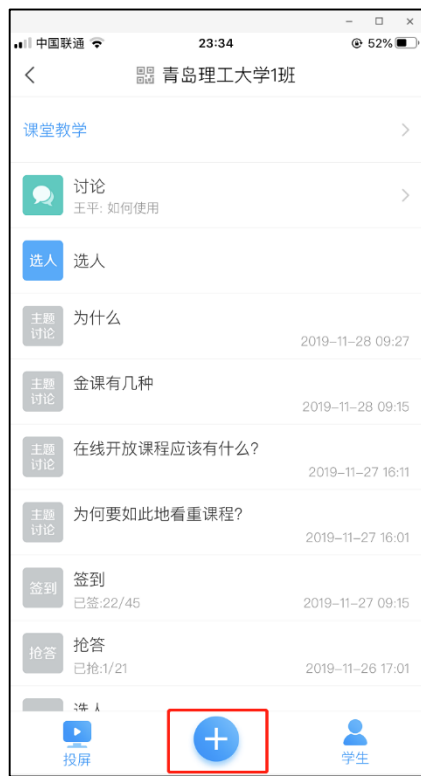 中国联通
23:34
52%
青岛理工大学1班
课堂教学
讨论
王平: 如何使用
选人
选人
主题
讨论
为什么
2019-11-28 09:27
主题
讨论
金课有几种
2019-11-28 09:15
主题
讨论
在线开放课程应该有什么?
2019-11-27 16:11
主题
讨论
为何要如此地看重课程?
2019-11-27 16:01
签到
签到
已签:22/45
2019-11-27 09:15
抢答
抢答
已抢:1/21
2019-11-26 17:01
选人
投屏
学生